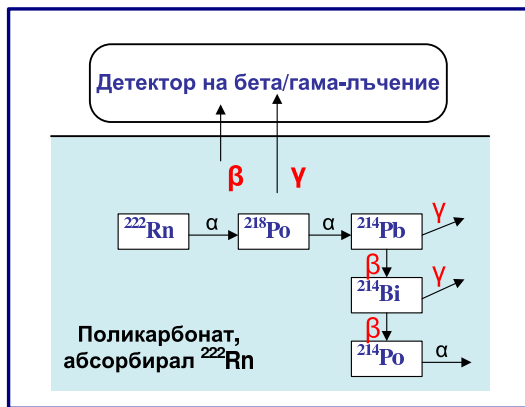 Детектор на бета/гама-лъчение
β γ
²²²Rn α ²¹⁸Po α ²¹⁴Pb γ
β
²¹⁴Bi γ
β
Поликарбонат,
абсорбирал ²²²Rn
²¹⁴Po α